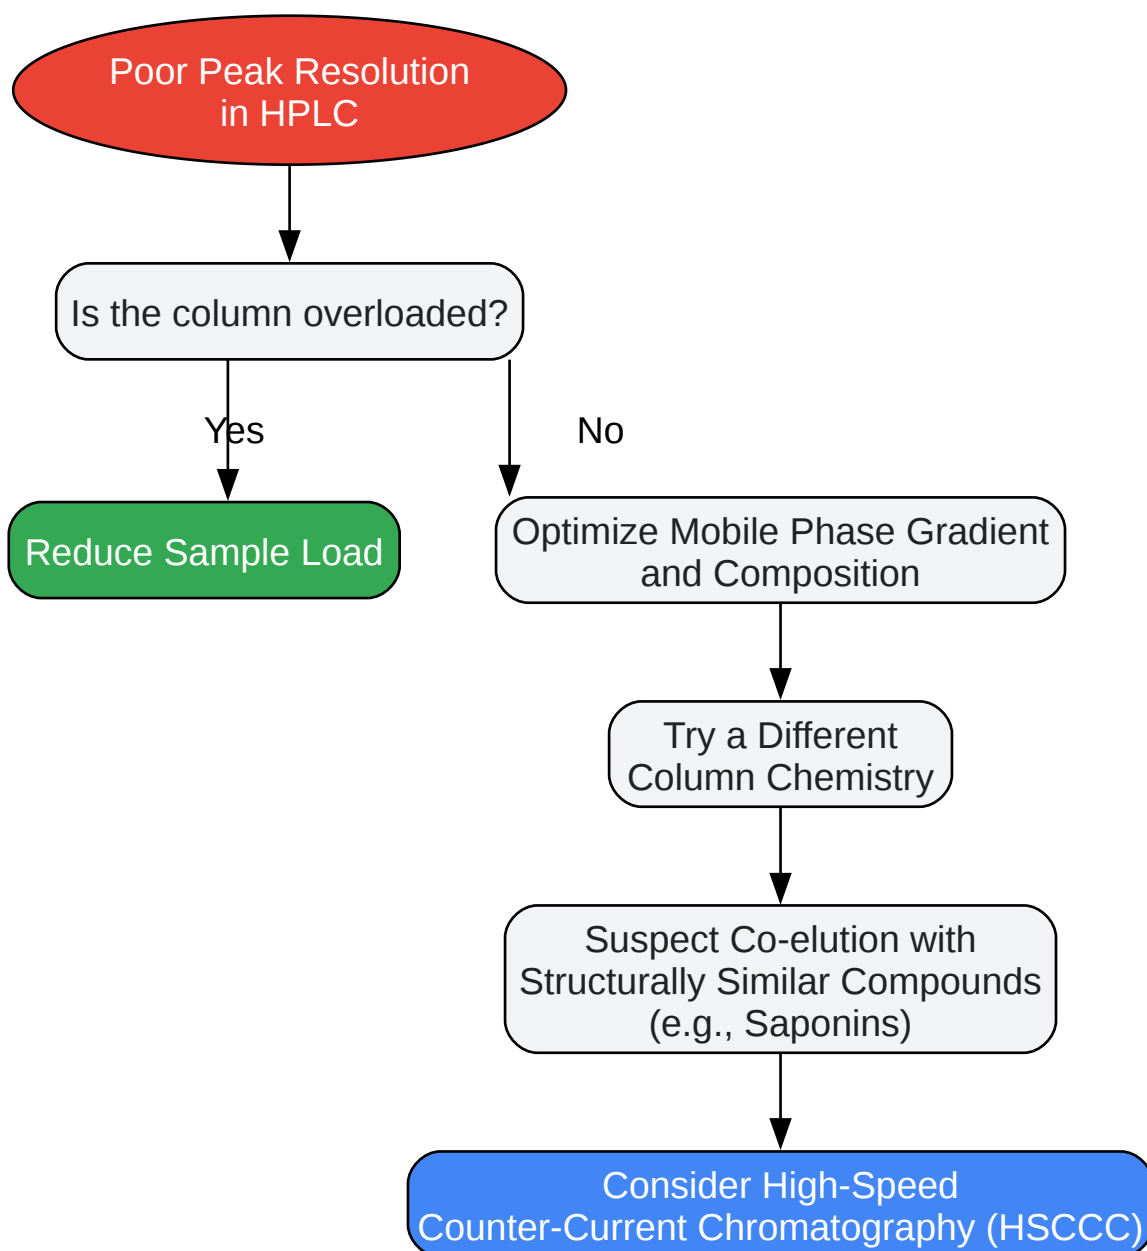 Poor Peak Resolution
in HPLC
Is the column overloaded?
Yes
No
Reduce Sample Load
Optimize Mobile Phase Gradient
and Composition
Try a Different
Column Chemistry
Suspect Co-elution with
Structurally Similar Compounds
(e.g., Saponins)
Consider High-Speed
Counter-Current Chromatography (HSCCC)